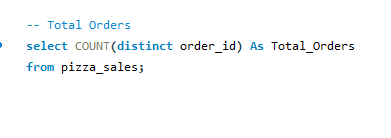 -- Total Orders
select COUNT(distinct order_id) As Total_Orders
from pizza_sales;